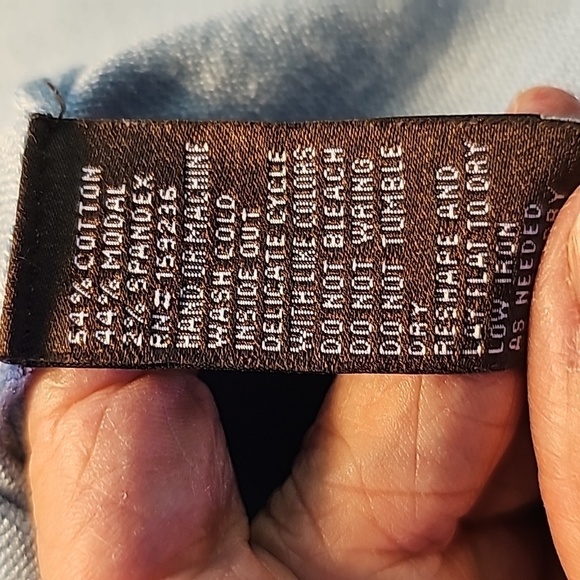 54% COTTON
44% MODAL
2% SPANDEX
RN= 159236
HAND OR MACHINE
WASH COLD
INSIDE OUT
DELICATE CYCLE
WITH LIKE COLORS
DO NOT BLEACH
DO NOT WRING
DO NOT TUMBLE
DRY
RESHAPE AND
LAY FLAT TO DRY
LOW IRON
AS NEEDED
DRY